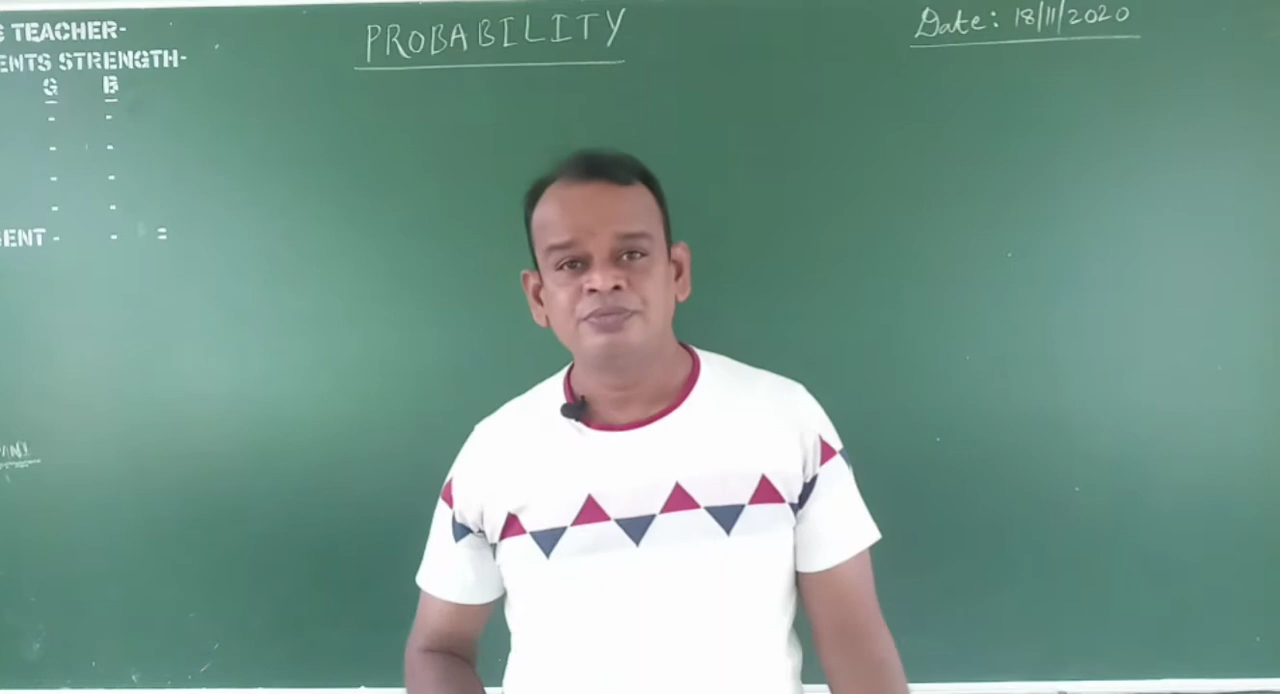 S TEACHER-
ENTS STRENGTH-
G B
- -
- -
- -
- -
ENT - - =
PROBABILITY
Date: 18/11/2020